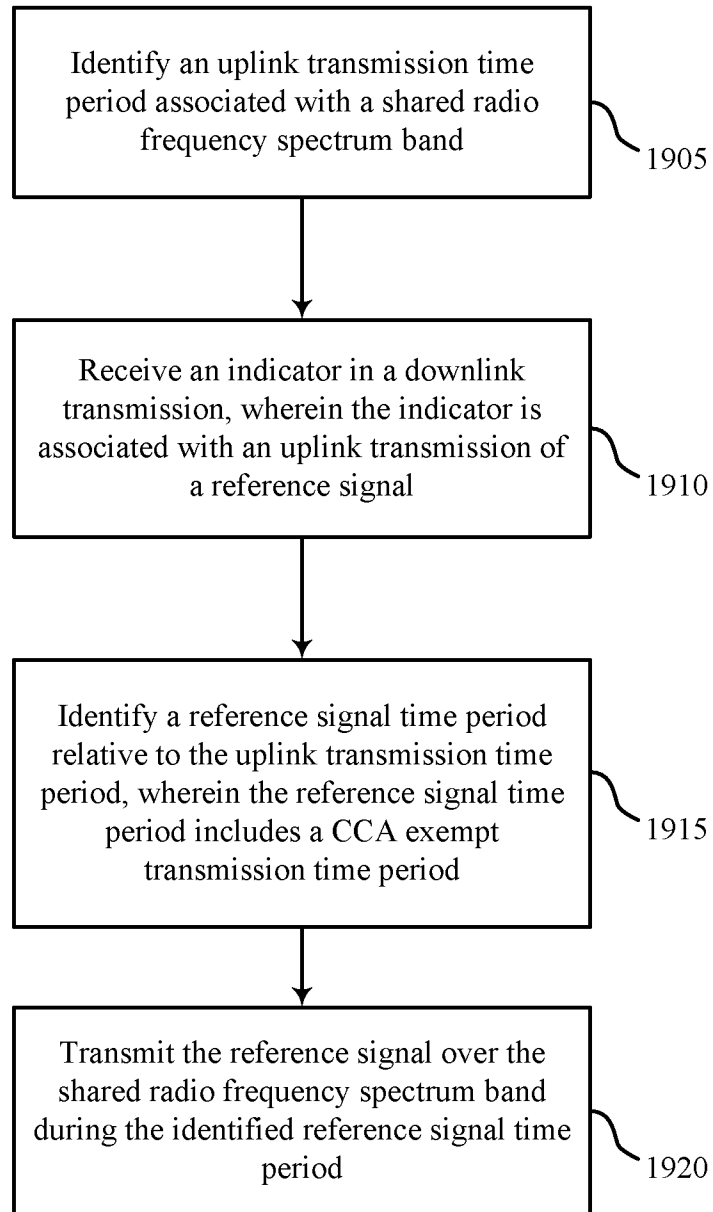 Identify an uplink transmission time
period associated with a shared radio
frequency spectrum band
1905
Receive an indicator in a downlink
transmission, wherein the indicator is
associated with an uplink transmission of
a reference signal
1910
Identify a reference signal time period
relative to the uplink transmission time
period, wherein the reference signal time
period includes a CCA exempt
transmission time period
1915
Transmit the reference signal over the
shared radio frequency spectrum band
during the identified reference signal time
period
1920